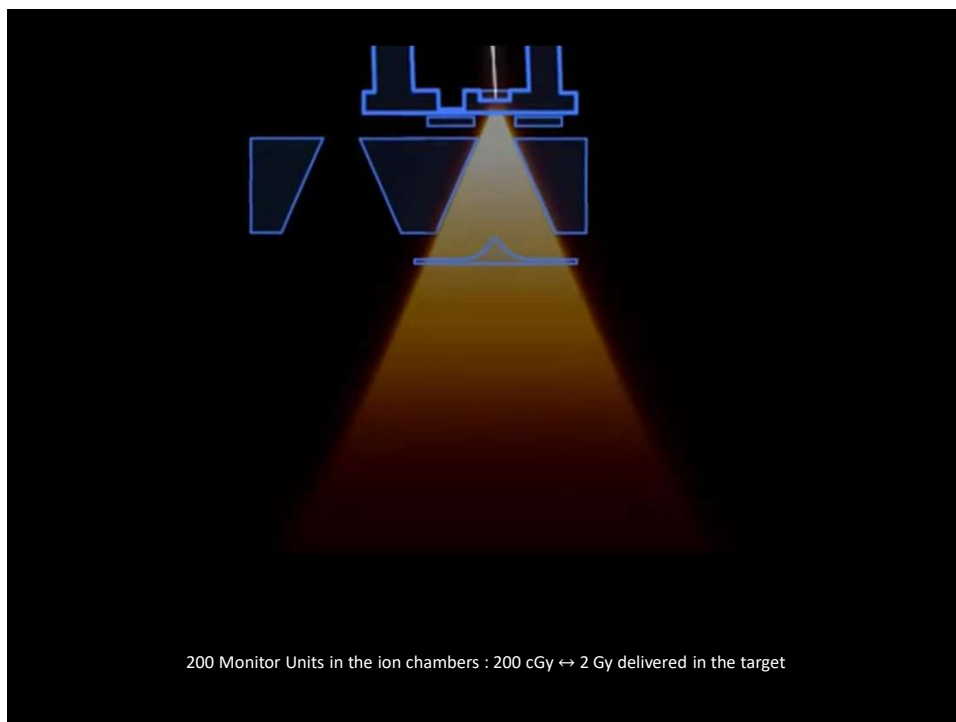 200 Monitor Units in the ion chambers : 200 cGy ↔ 2 Gy delivered in the target